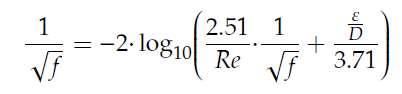 1/√f = −2· log₁₀(2.51/Re · 1/√f + (ε/D)/3.71)